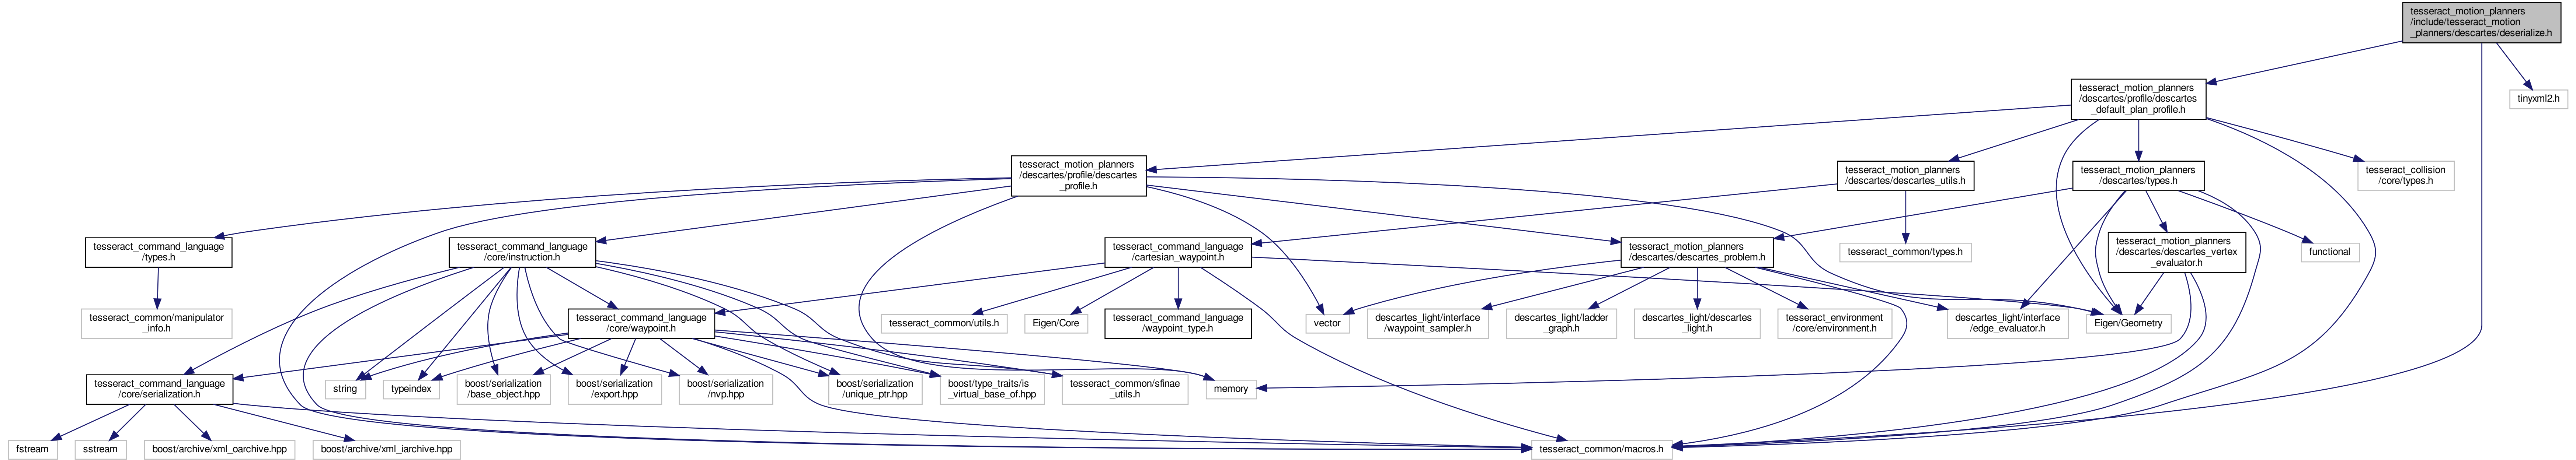 tesseract_motion_planners
/include/tesseract_motion
_planners/descartes/deserialize.h
tesseract_motion_planners
/descartes/profile/descartes
_default_plan_profile.h
tinyxml2.h
tesseract_motion_planners
/descartes/profile/descartes
_profile.h
tesseract_motion_planners
/descartes/descartes_utils.h
tesseract_motion_planners
/descartes/types.h
tesseract_collision
/core/types.h
tesseract_command_language
/types.h
tesseract_command_language
/core/instruction.h
tesseract_command_language
/cartesian_waypoint.h
tesseract_motion_planners
/descartes/descartes_problem.h
tesseract_common/types.h
tesseract_motion_planners
/descartes/descartes_vertex
_evaluator.h
functional
tesseract_common/manipulator
_info.h
tesseract_command_language
/core/waypoint.h
tesseract_common/utils.h
Eigen/Core
tesseract_command_language
/waypoint_type.h
vector
descartes_light/interface
/waypoint_sampler.h
descartes_light/ladder
_graph.h
descartes_light/descartes
_light.h
tesseract_environment
/core/environment.h
descartes_light/interface
/edge_evaluator.h
Eigen/Geometry
tesseract_command_language
/core/serialization.h
string
typeindex
boost/serialization
/base_object.hpp
boost/serialization
/export.hpp
boost/serialization
/nvp.hpp
boost/serialization
/unique_ptr.hpp
boost/type_traits/is
_virtual_base_of.hpp
tesseract_common/sfinae
_utils.h
memory
fstream
sstream
boost/archive/xml_oarchive.hpp
boost/archive/xml_iarchive.hpp
tesseract_common/macros.h